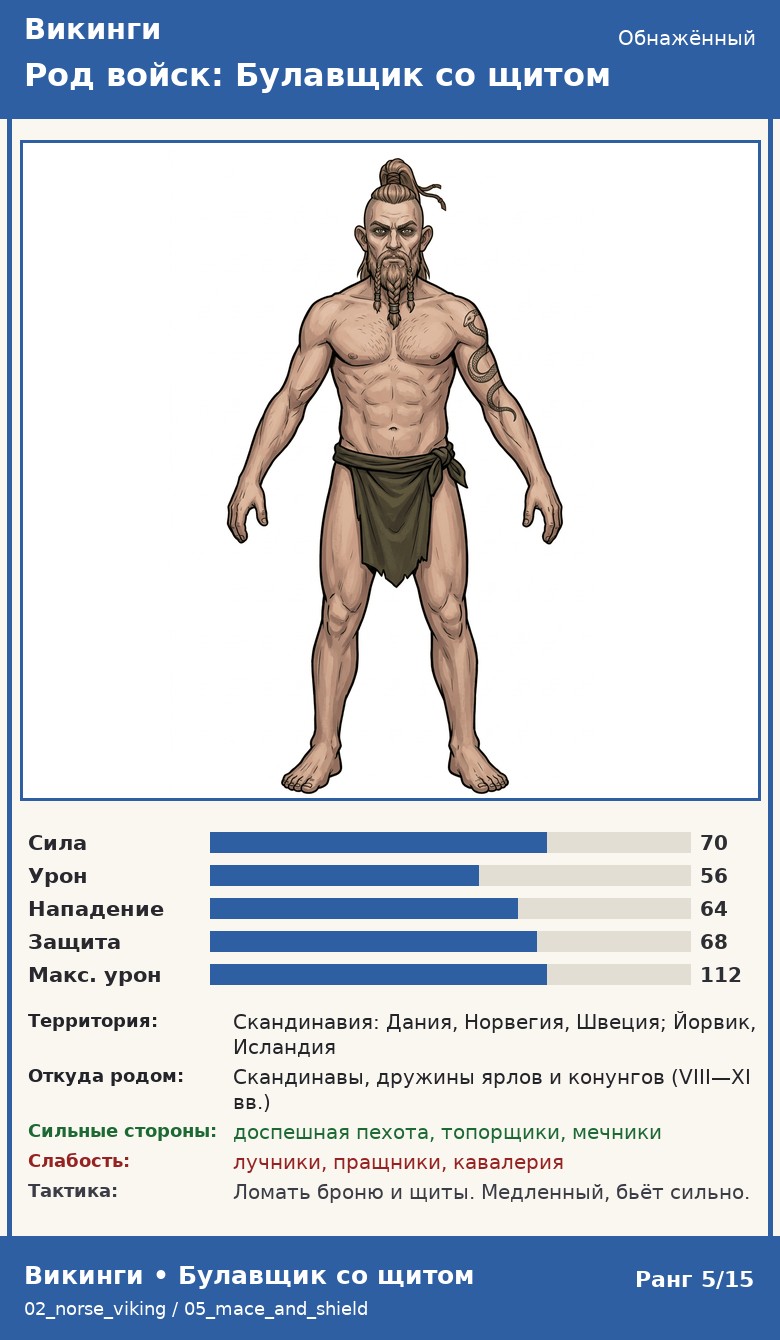 Викинги
Обнажённый
Род войск: Булавщик со щитом
Сила 70
Урон 56
Нападение 64
Защита 68
Макс. урон 112
Территория: Скандинавия: Дания, Норвегия, Швеция; Йорвик,
Исландия
Откуда родом: Скандинавы, дружины ярлов и конунгов (VIII—XI
вв.)
Сильные стороны: доспешная пехота, топорщики, мечники
Слабость: лучники, пращники, кавалерия
Тактика: Ломать броню и щиты. Медленный, бьёт сильно.
Викинги • Булавщик со щитом
Ранг 5/15
02_norse_viking / 05_mace_and_shield